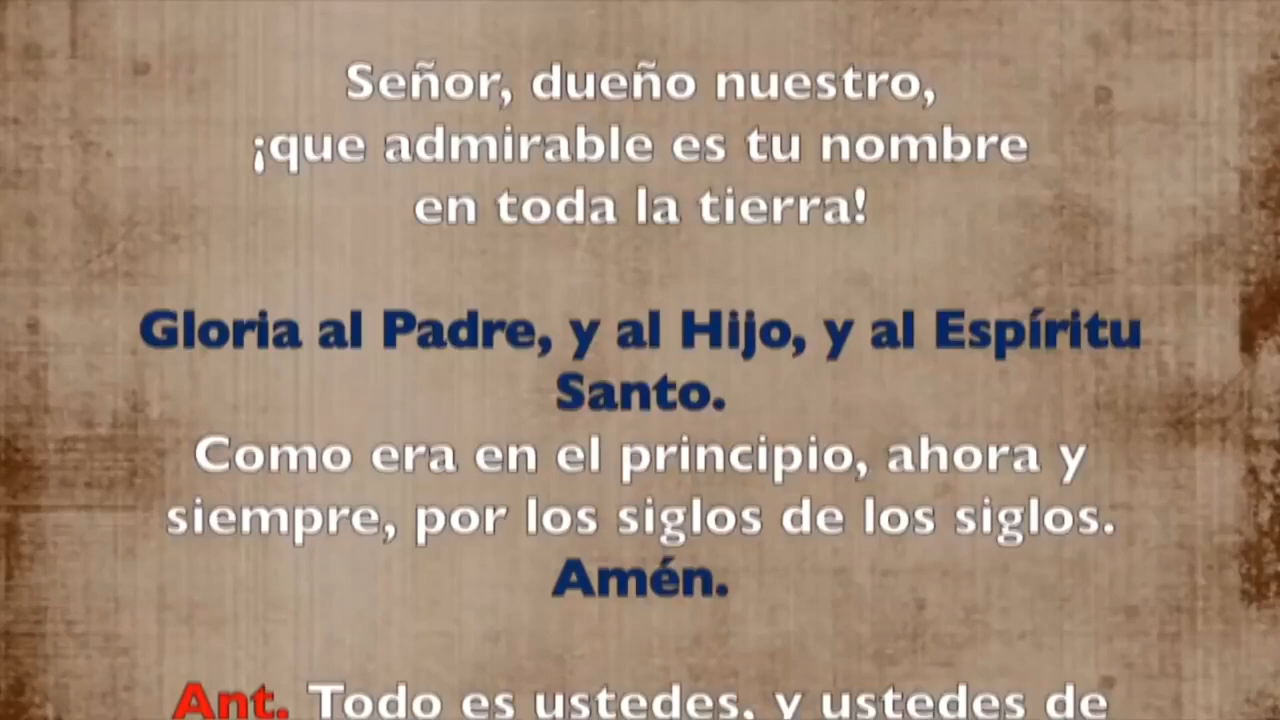 Señor, dueño nuestro,
¡que admirable es tu nombre
en toda la tierra!
Gloria al Padre, y al Hijo, y al Espíritu
Santo.
Como era en el principio, ahora y
siempre, por los siglos de los siglos.
Amén.
Ant. Todo es ustedes, y ustedes de